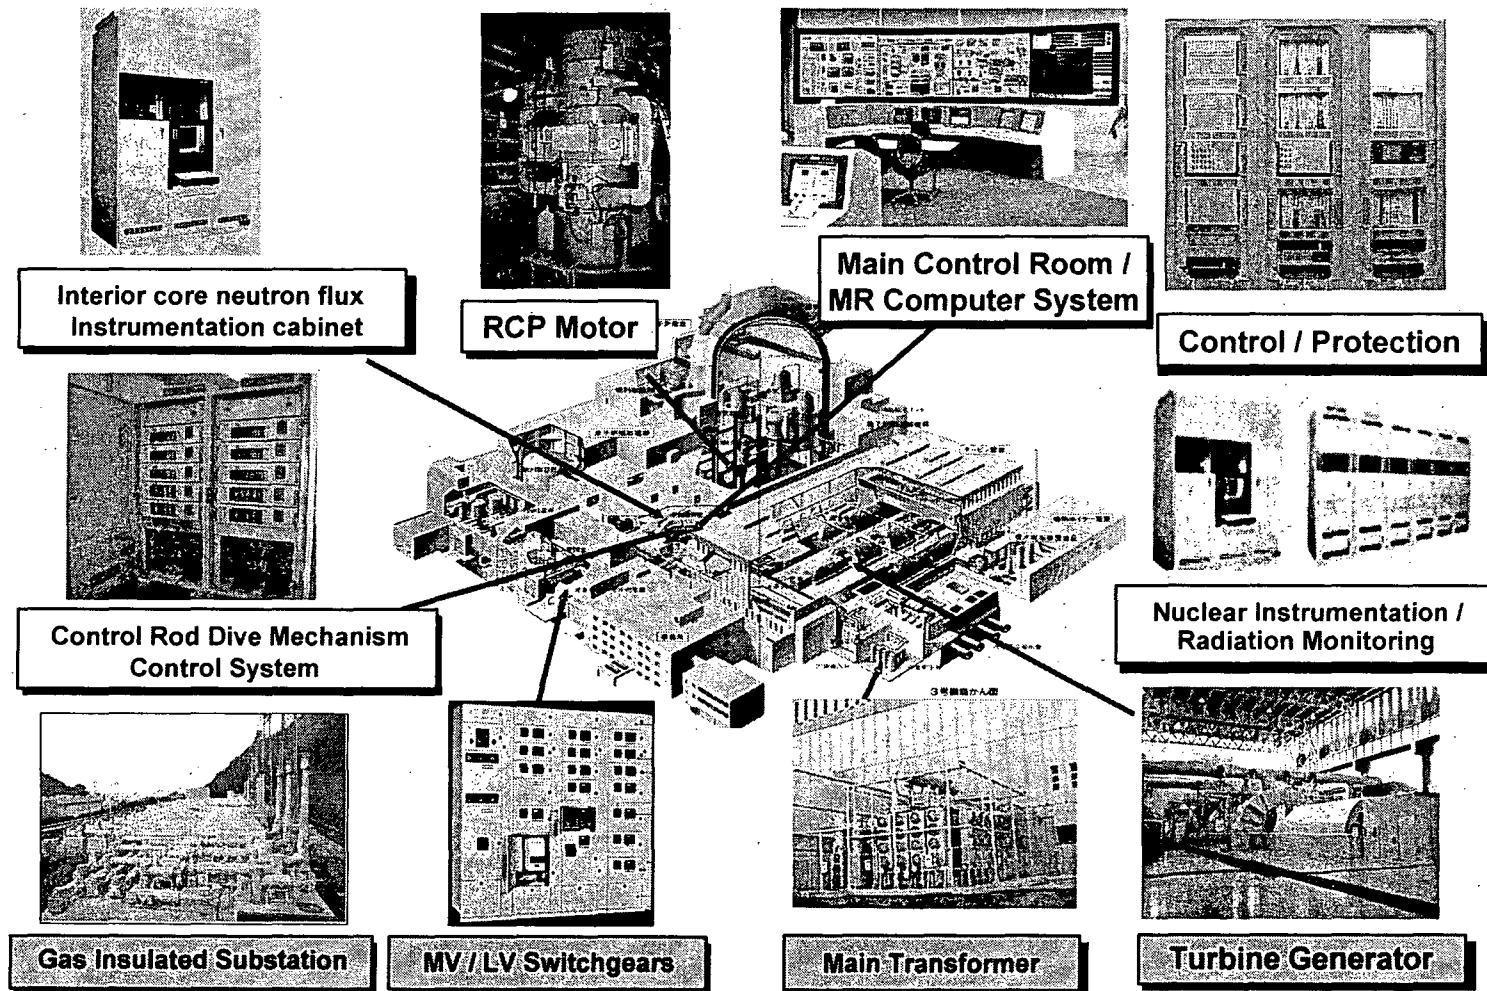 Interior core neutron flux
Instrumentation cabinet
RCP Motor
Main Control Room /
MR Computer System
Control / Protection
Control Rod Dive Mechanism
Control System
Nuclear Instrumentation /
Radiation Monitoring
3号機鳥かん図
Gas Insulated Substation
MV / LV Switchgears
Main Transformer
Turbine Generator